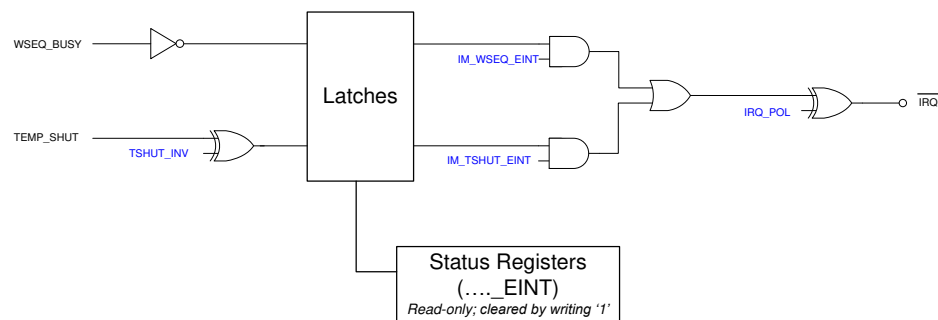 WSEQ_BUSY
IM_WSEQ_EINT
Latches
IRQ_POL
IRQ
TEMP_SHUT
TSHUT_INV
IM_TSHUT_EINT
Status Registers
(…._EINT)
Read-only; cleared by writing ‘1’